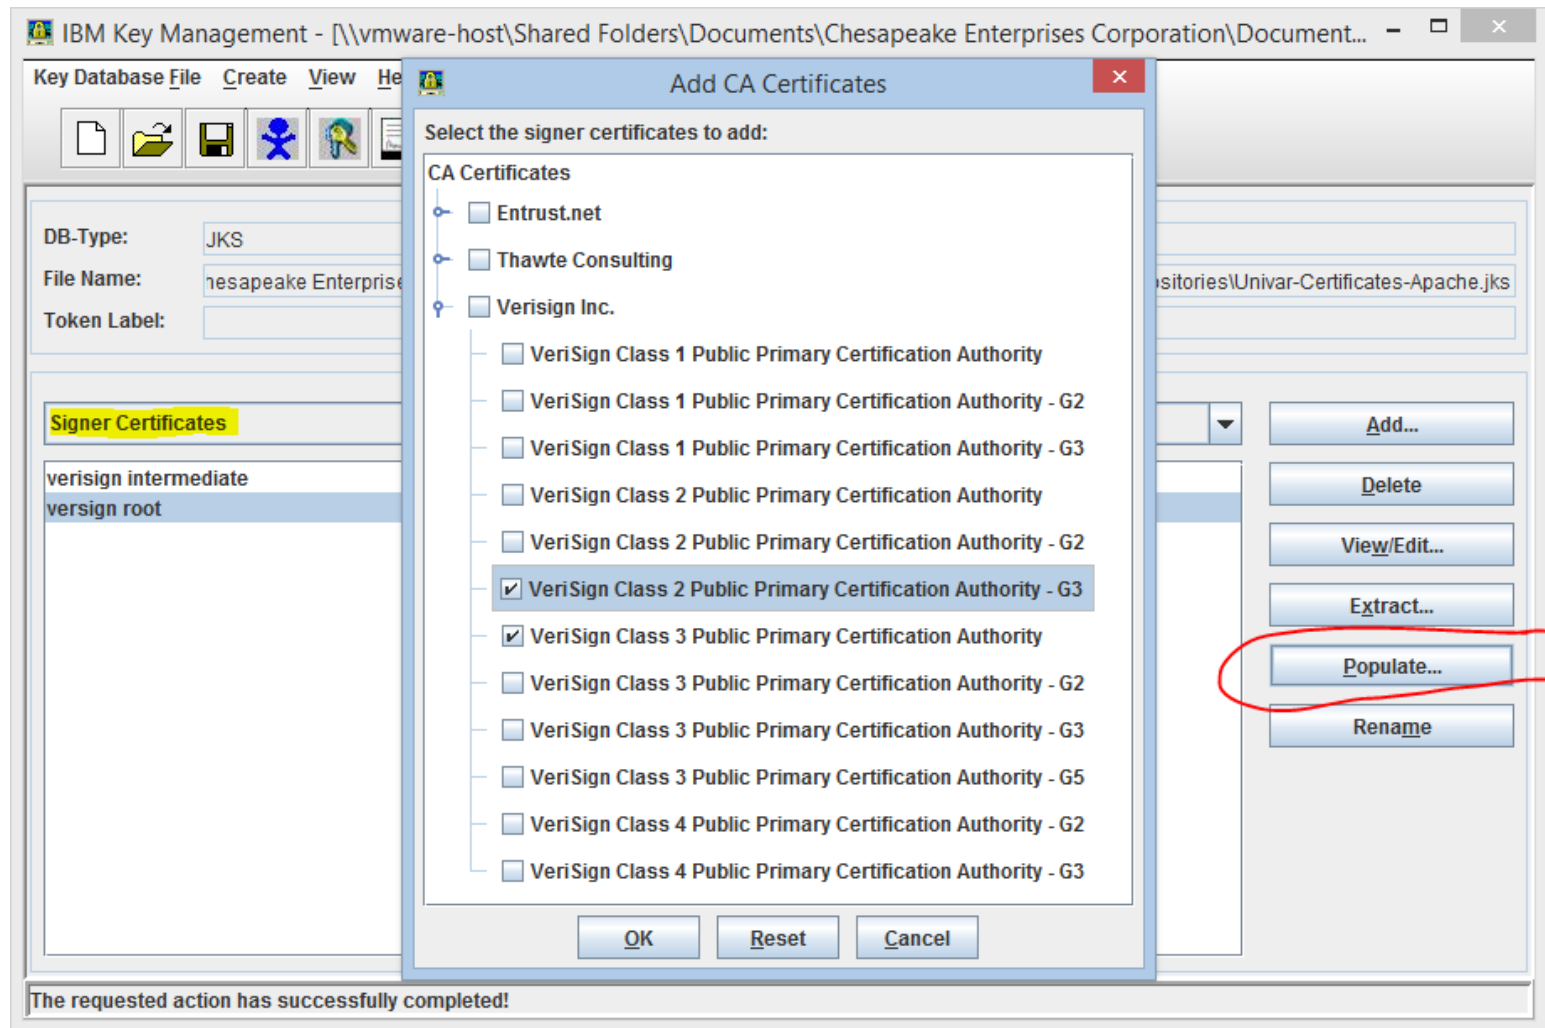 IBM Key Management - [\\vmware-host\Shared Folders\Documents\Chesapeake Enterprises Corporation\Document...
Key Database File Create View He
Add CA Certificates
Select the signer certificates to add:
CA Certificates
Entrust.net
Thawte Consulting
Verisign Inc.
VeriSign Class 1 Public Primary Certification Authority
VeriSign Class 1 Public Primary Certification Authority - G2
VeriSign Class 1 Public Primary Certification Authority - G3
VeriSign Class 2 Public Primary Certification Authority
VeriSign Class 2 Public Primary Certification Authority - G2
VeriSign Class 2 Public Primary Certification Authority - G3
VeriSign Class 3 Public Primary Certification Authority
VeriSign Class 3 Public Primary Certification Authority - G2
VeriSign Class 3 Public Primary Certification Authority - G3
VeriSign Class 3 Public Primary Certification Authority - G5
VeriSign Class 4 Public Primary Certification Authority - G2
VeriSign Class 4 Public Primary Certification Authority - G3
OK Reset Cancel
DB-Type: JKS
File Name: hesapeake Enterprise sitories\Univar-Certificates-Apache.jks
Token Label:
Signer Certificates
verisign intermediate
versign root
Add...
Delete
View/Edit...
Extract...
Populate...
Rename
The requested action has successfully completed!